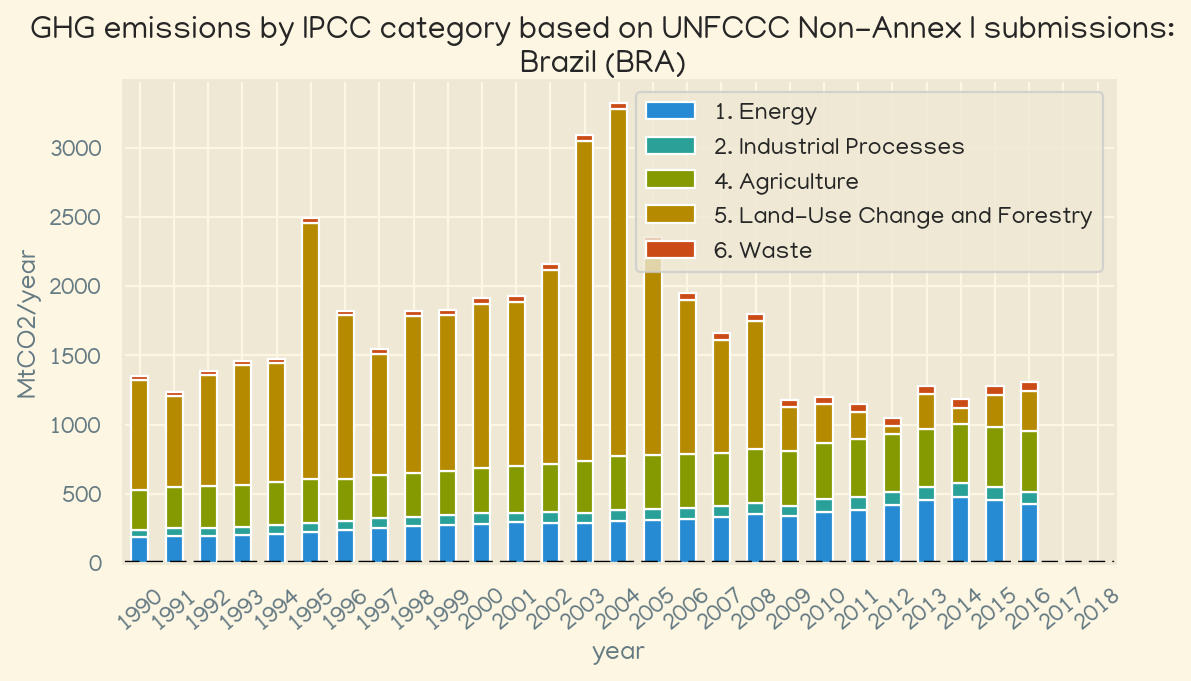 GHG emissions by IPCC category based on UNFCCC Non-Annex I submissions:
Brazil (BRA)
1. Energy
2. Industrial Processes
4. Agriculture
5. Land-Use Change and Forestry
6. Waste
MtCO2/year
3000
2500
2000
1500
1000
500
0
1990 1991 1992 1993 1994 1995 1996 1997 1998 1999 2000 2001 2002 2003 2004 2005 2006 2007 2008 2009 2010 2011 2012 2013 2014 2015 2016 2017 2018
year